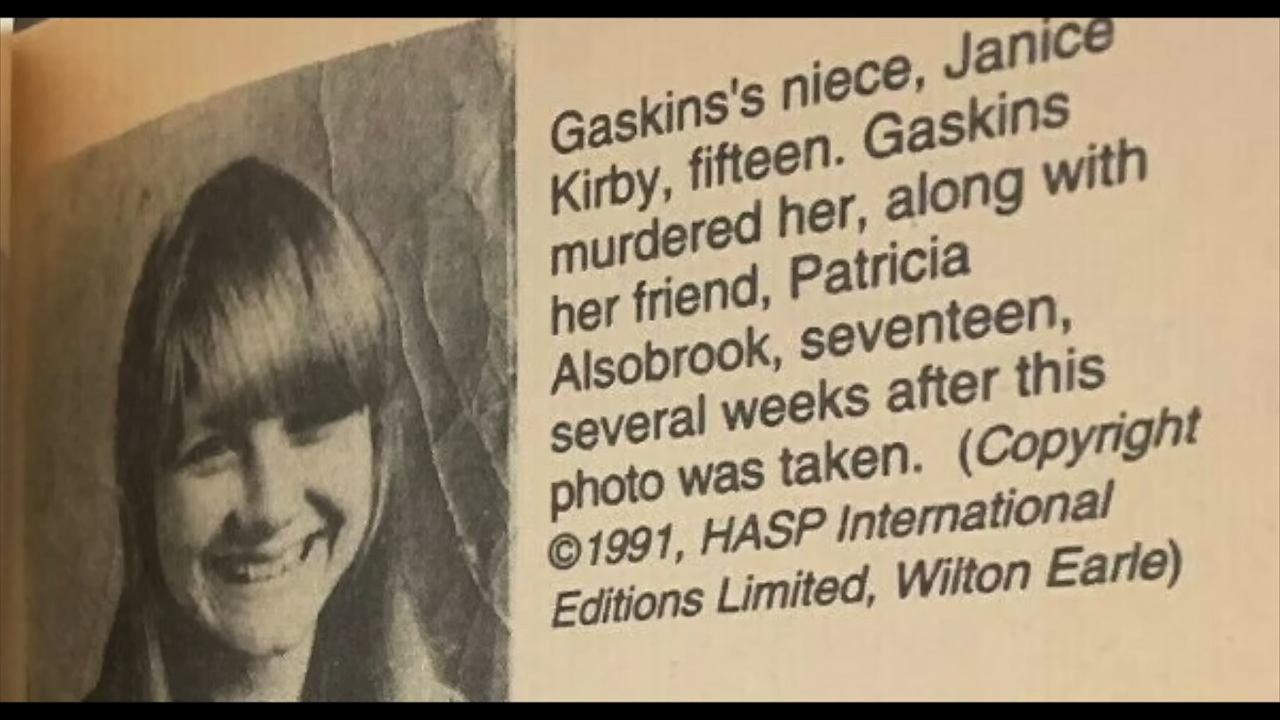 Gaskins's niece, Janice
Kirby, fifteen. Gaskins
murdered her, along with
her friend, Patricia
Alsobrook, seventeen,
several weeks after this
photo was taken. (Copyright
©1991, HASP International
Editions Limited, Wilton Earle)